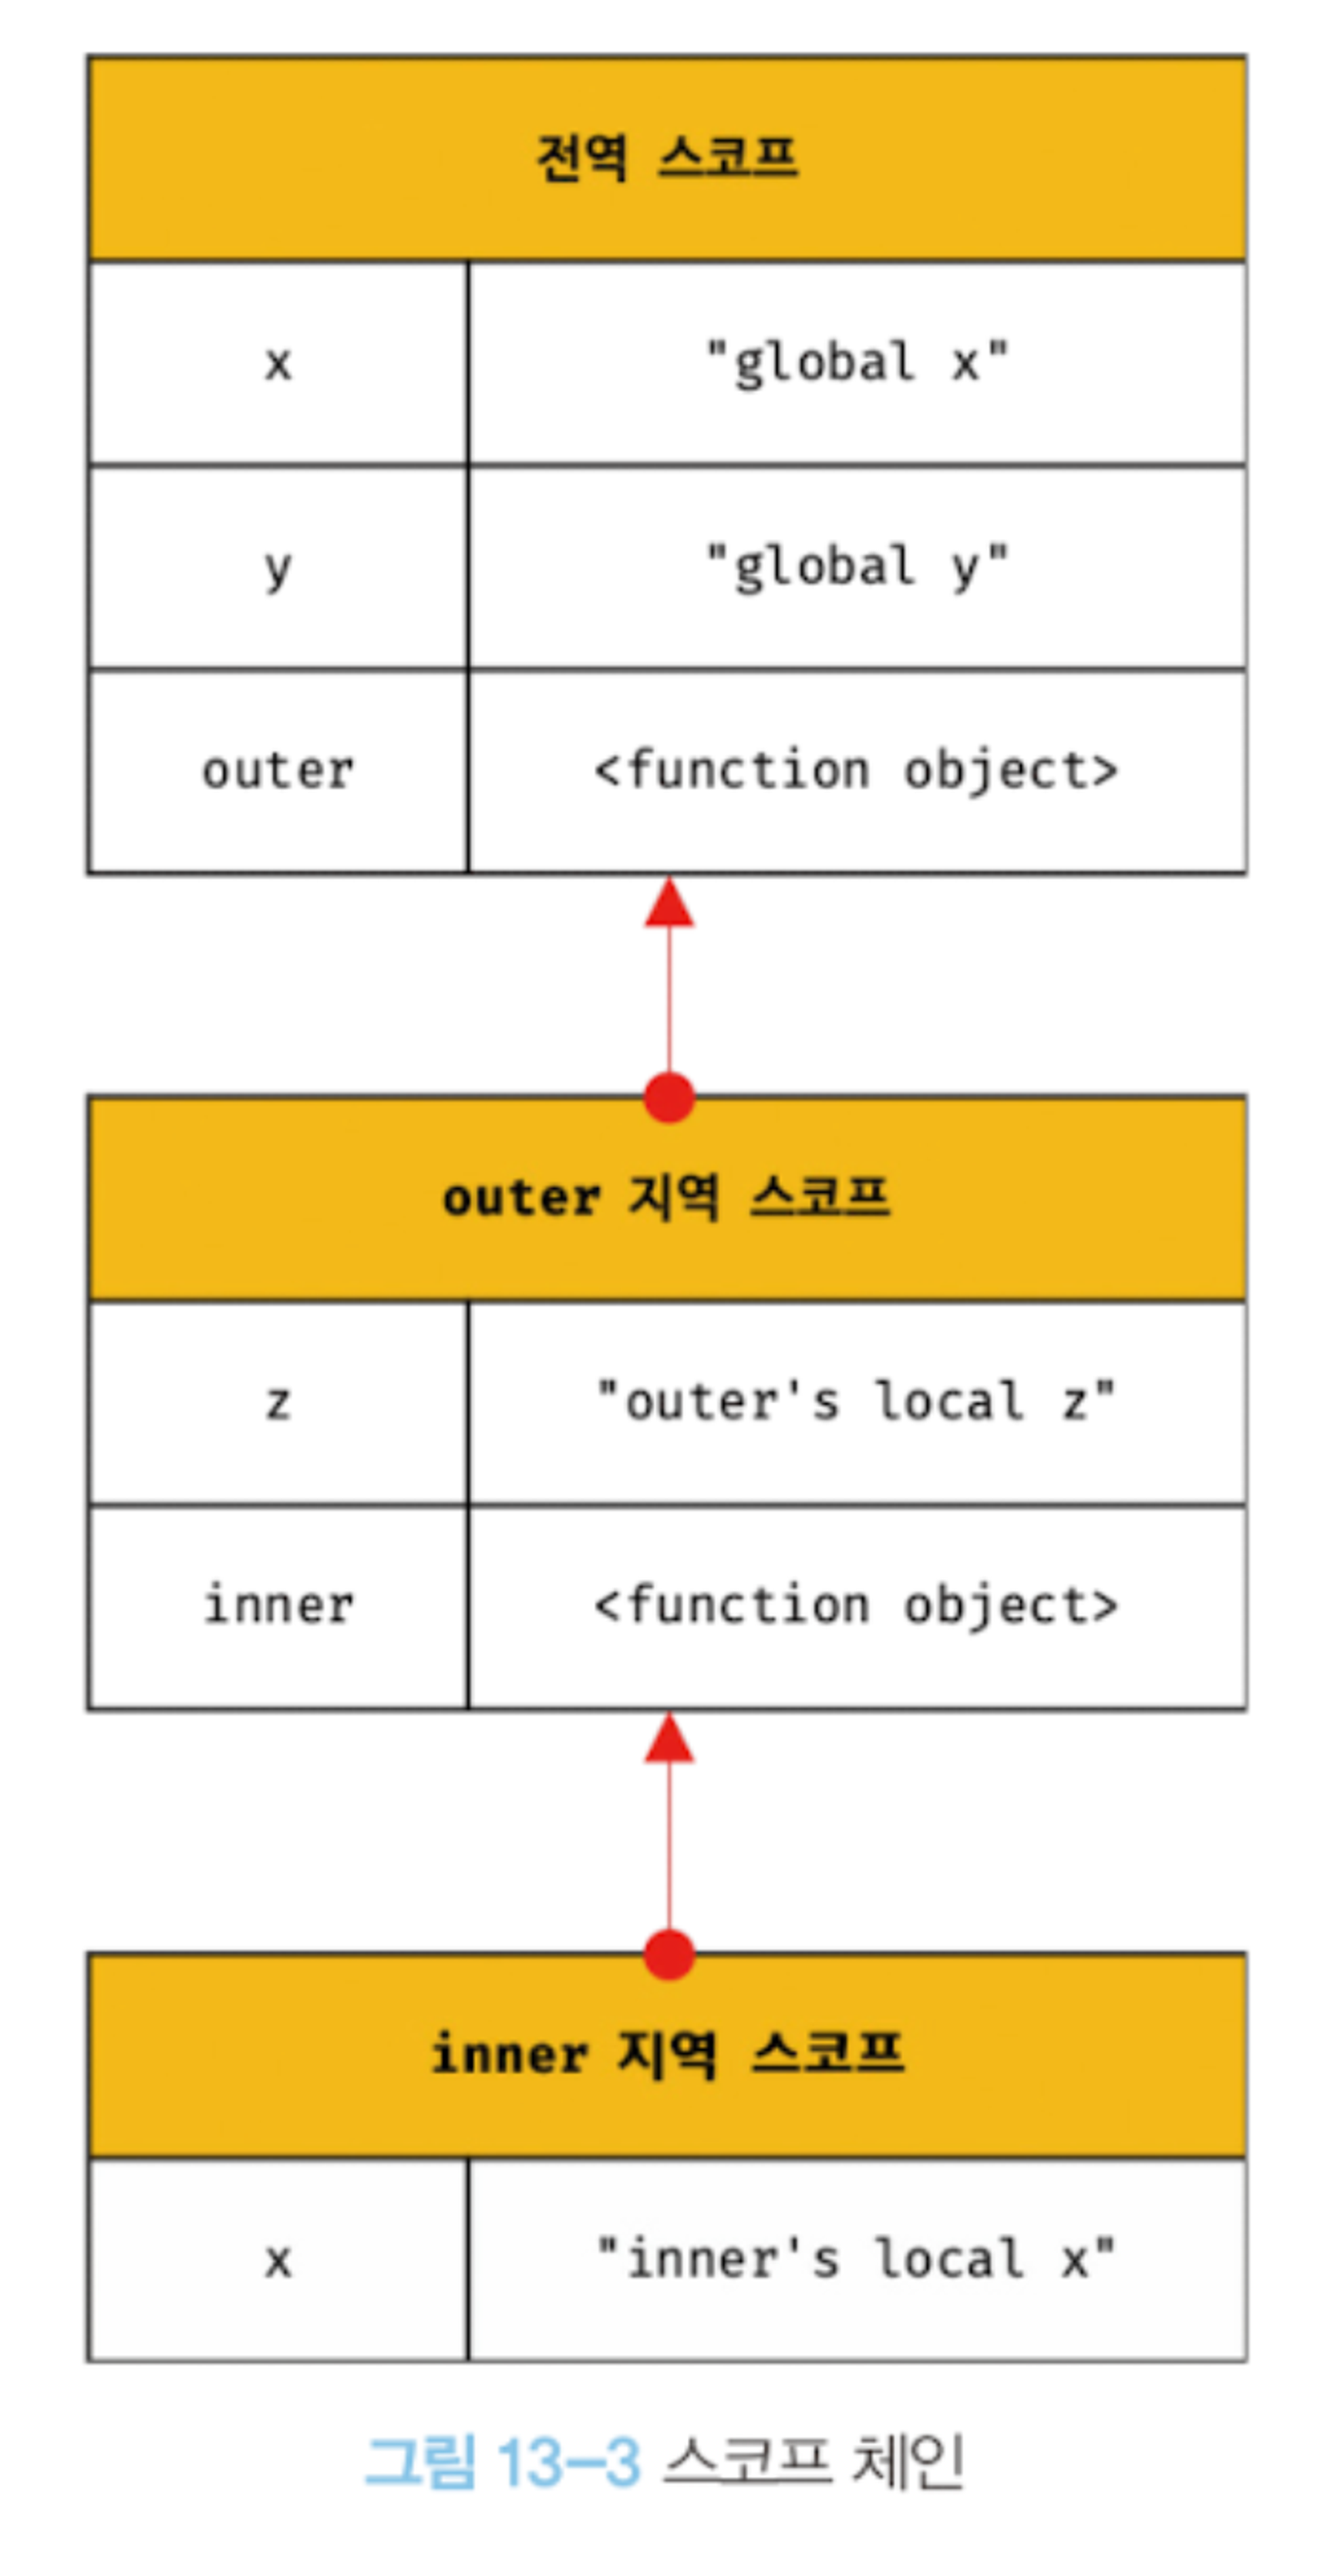 전역 스코프
x "global x"
y "global y"
outer <function object>
outer 지역 스코프
z "outer's local z"
inner <function object>
inner 지역 스코프
x "inner's local x"
그림 13–3 스코프 체인